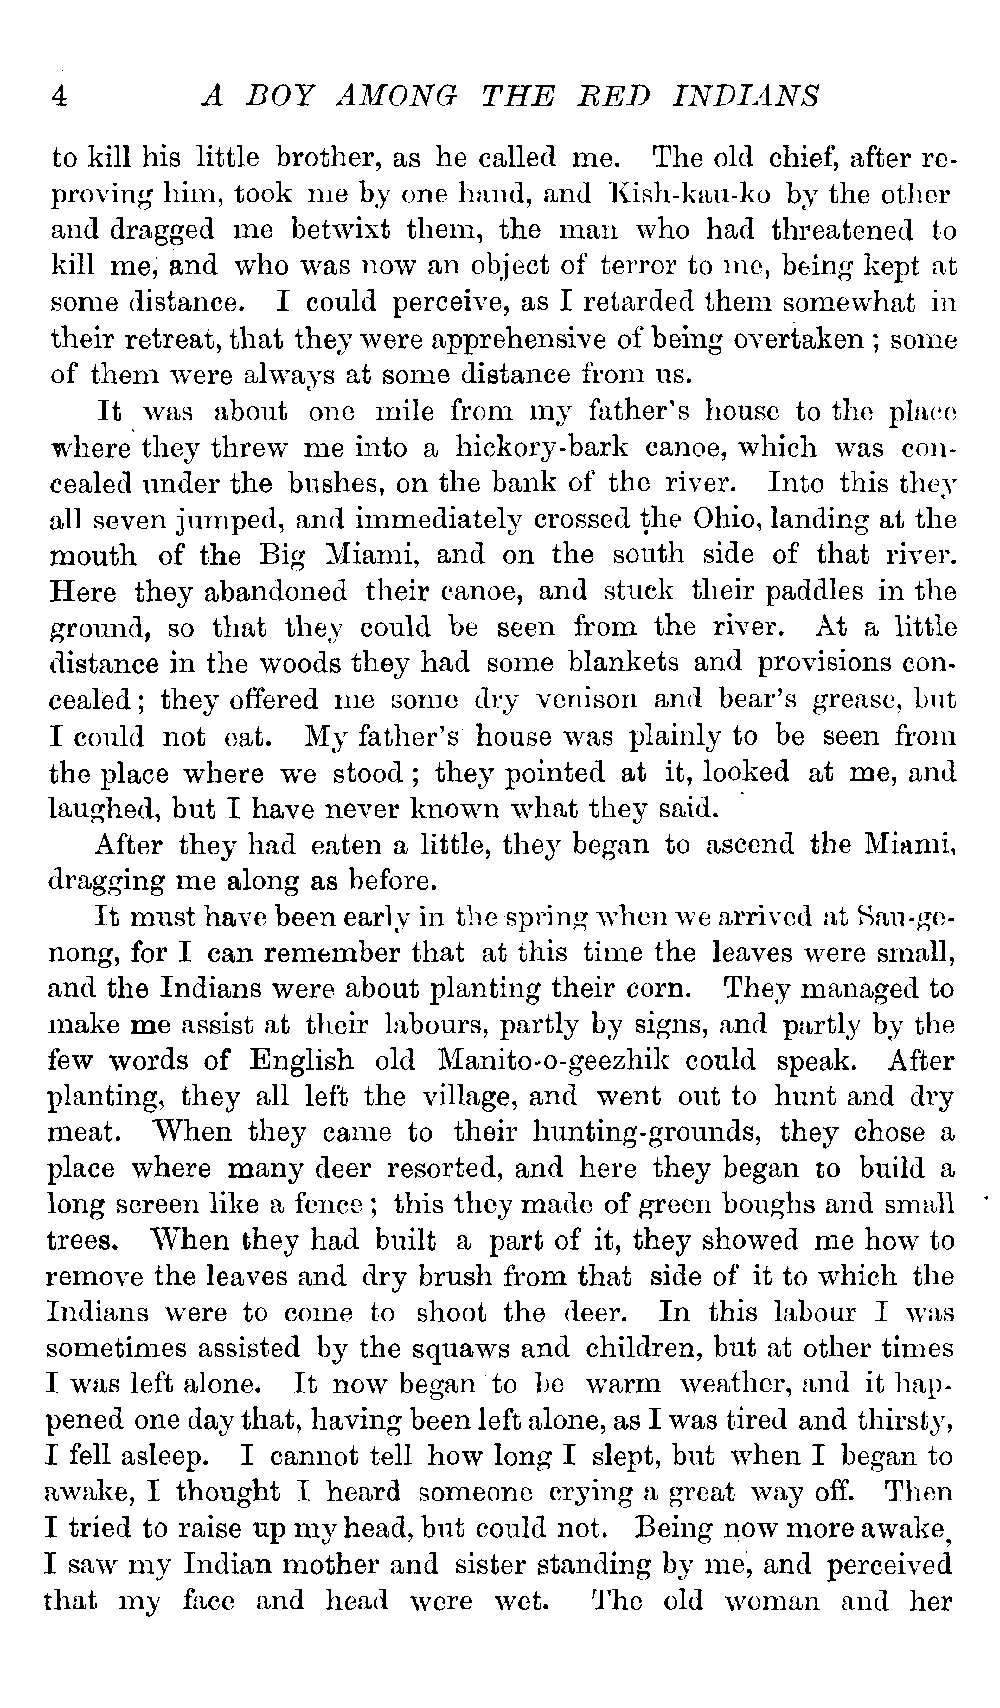 4 A BOY AMONG THE RED INDIANS
to kill his little brother, as he called me. The old chief, after re-
proving him, took me by one hand, and Kish-kau-ko by the other
and dragged me betwixt them, the man who had threatened to
kill me, and who was now an object of terror to me, being kept at
some distance. I could perceive, as I retarded them somewhat in
their retreat, that they were apprehensive of being overtaken ; some
of them were always at some distance from us.
It was about one mile from my father's house to the place
where they threw me into a hickory-bark canoe, which was con-
cealed under the bushes, on the bank of the river. Into this they
all seven jumped, and immediately crossed the Ohio, landing at the
mouth of the Big Miami, and on the south side of that river.
Here they abandoned their canoe, and stuck their paddles in the
ground, so that they could be seen from the river. At a little
distance in the woods they had some blankets and provisions con-
cealed ; they offered me some dry venison and bear's grease, but
I could not eat. My father's house was plainly to be seen from
the place where we stood ; they pointed at it, looked at me, and
laughed, but I have never known what they said.
After they had eaten a little, they began to ascend the Miami,
dragging me along as before.
It must have been early in the spring when we arrived at Sau-ge-
nong, for I can remember that at this time the leaves were small,
and the Indians were about planting their corn. They managed to
make me assist at their labours, partly by signs, and partly by the
few words of English old Manito-o-geezhik could speak. After
planting, they all left the village, and went out to hunt and dry
meat. When they came to their hunting-grounds, they chose a
place where many deer resorted, and here they began to build a
long screen like a fence ; this they made of green boughs and small
trees. When they had built a part of it, they showed me how to
remove the leaves and dry brush from that side of it to which the
Indians were to come to shoot the deer. In this labour I was
sometimes assisted by the squaws and children, but at other times
I was left alone. It now began to be warm weather, and it hap-
pened one day that, having been left alone, as I was tired and thirsty,
I fell asleep. I cannot tell how long I slept, but when I began to
awake, I thought I heard someone crying a great way off. Then
I tried to raise up my head, but could not. Being now more awake,
I saw my Indian mother and sister standing by me, and perceived
that my face and head were wet. The old woman and her